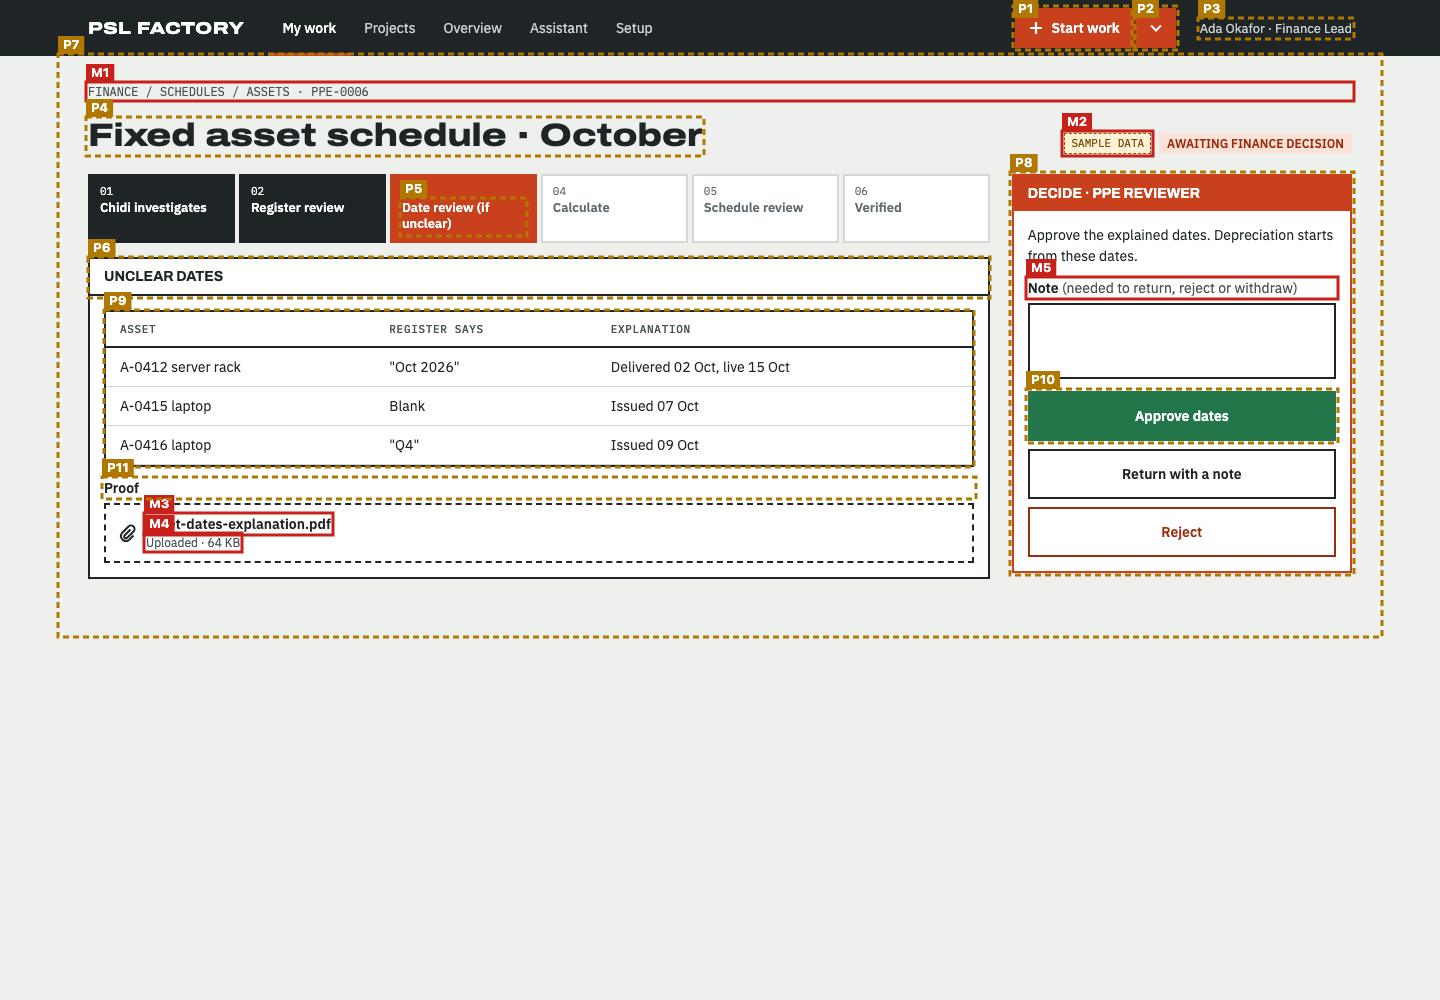 P1
P2
P3
PSL FACTORY
My work
Projects
Overview
Assistant
Setup
Start work
Ada Okafor · Finance Lead
P7
M1
FINANCE / SCHEDULES / ASSETS · PPE-0006
P4
Fixed asset schedule · October
M2
SAMPLE DATA
AWAITING FINANCE DECISION
01
Chidi investigates
02
Register review
P5
Date review (if
unclear)
04
Calculate
05
Schedule review
06
Verified
P6
UNCLEAR DATES
P9
ASSET
REGISTER SAYS
EXPLANATION
A-0412 server rack
"Oct 2026"
Delivered 02 Oct, live 15 Oct
A-0415 laptop
Blank
Issued 07 Oct
A-0416 laptop
"Q4"
Issued 09 Oct
P11
Proof
M3
M4
t-dates-explanation.pdf
Uploaded · 64 KB
P8
DECIDE · PPE REVIEWER
Approve the explained dates. Depreciation starts
from these dates.
M5
Note (needed to return, reject or withdraw)
P10
Approve dates
Return with a note
Reject